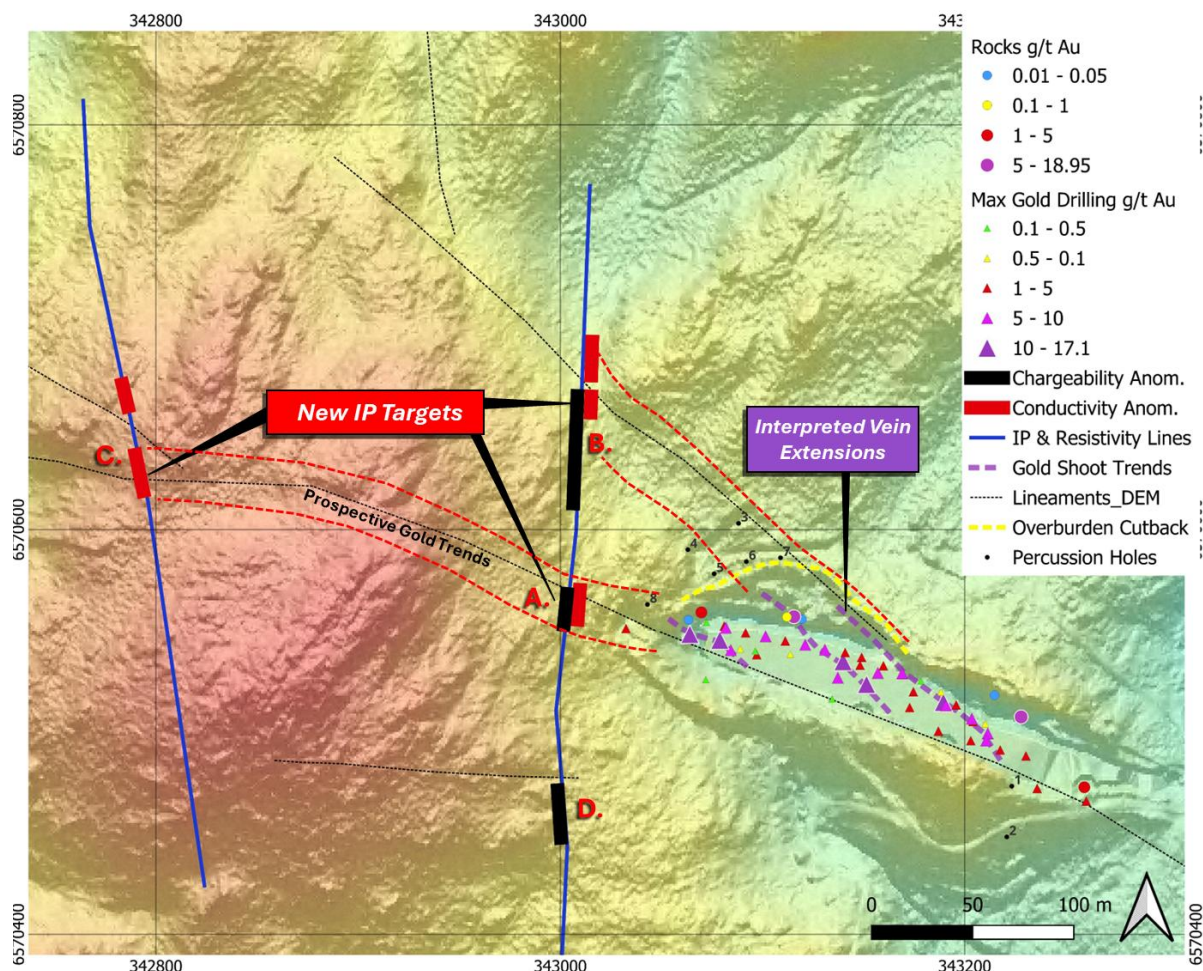 342800
343000
343
6570800
6570600
6570400
Rocks g/t Au
0.01 - 0.05
0.1 - 1
1 - 5
5 - 18.95
Max Gold Drilling g/t Au
0.1 - 0.5
0.5 - 0.1
1 - 5
5 - 10
10 - 17.1
Chargeability Anom.
Conductivity Anom.
IP & Resistivity Lines
Gold Shoot Trends
Lineaments_DEM
Overburden Cutback
Percussion Holes
New IP Targets
Interpreted Vein
Extensions
B.
C.
Prospective Gold Trends
A.
D.
3
4
5
6
7
8
1
2
0 50 100 m
342800
343000
343200
6570400